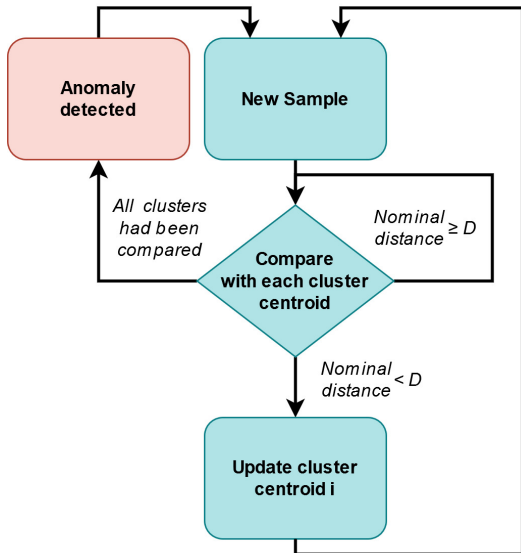 Anomaly
detected
New Sample
All clusters
had been
compared
Nominal
distance ≥ D
Compare
with each cluster
centroid
Nominal
distance < D
Update cluster
centroid i